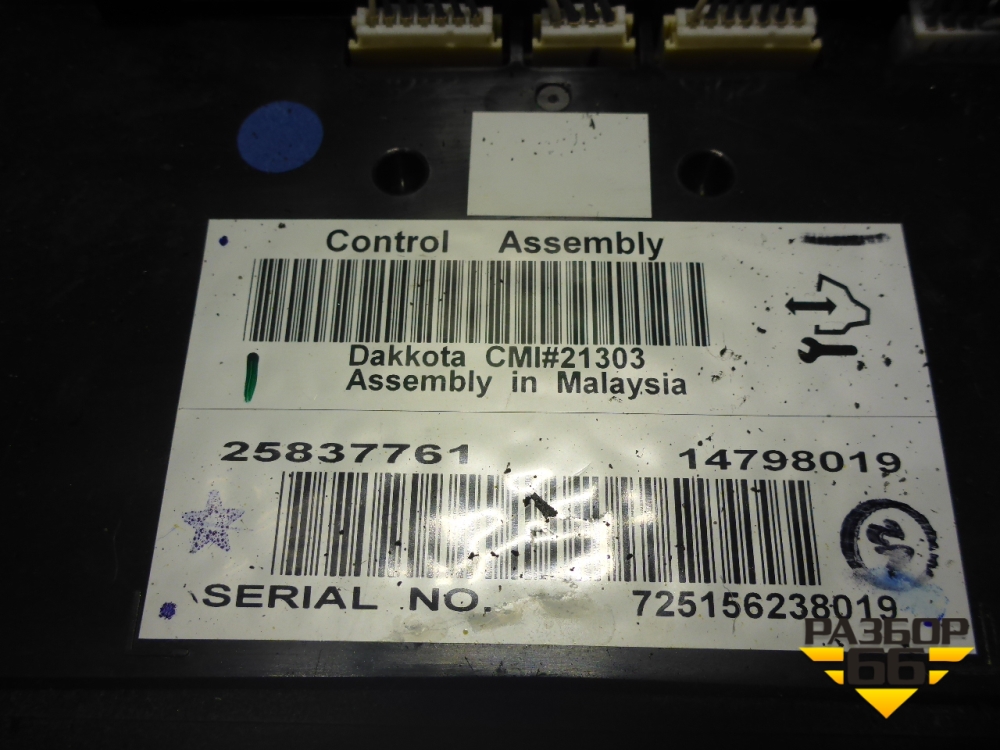 Control Assembly
Dakkota CMI#21303
Assembly in Malaysia
25837761 14798019
SERIAL NO. 725156238019
РАЗБОР
66